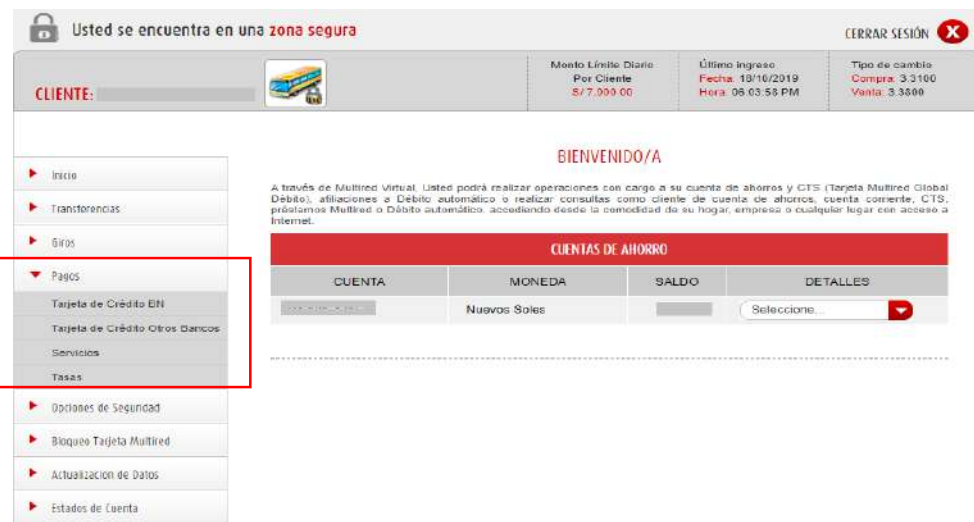 Usted se encuentra en una zona segura
CERRAR SESIÓN X
CLIENTE:
Monto Límite Diario
Por Cliente
S/ 7,000.00
Último ingreso
Fecha: 18/10/2019
Hora: 06:03:58 PM
Tipo de cambio
Compra: 3.3100
Venta: 3.3800
Inicio
Transferencias
Giros
Pagos
Tarjeta de Crédito BN
Tarjeta de Crédito Otros Bancos
Servicios
Tasas
Opciones de Seguridad
Bloqueo Tarjeta Multired
Actualizacion de Datos
Estados de Cuenta
BIENVENIDO/A
A través de Multired Virtual, Usted podrá realizar operaciones con cargo a su cuenta de ahorros y CTS (Tarjeta Multired Global
Débito), afiliaciones a Débito automático o realizar consultas como cliente de cuenta de ahorros, cuenta corriente, CTS,
préstamos Multired o Débito automático, accediendo desde la comodidad de su hogar, empresa o cualquier lugar con acceso a
Internet.
CUENTAS DE AHORRO
CUENTA MONEDA SALDO DETALLES
Nuevos Soles Seleccione...